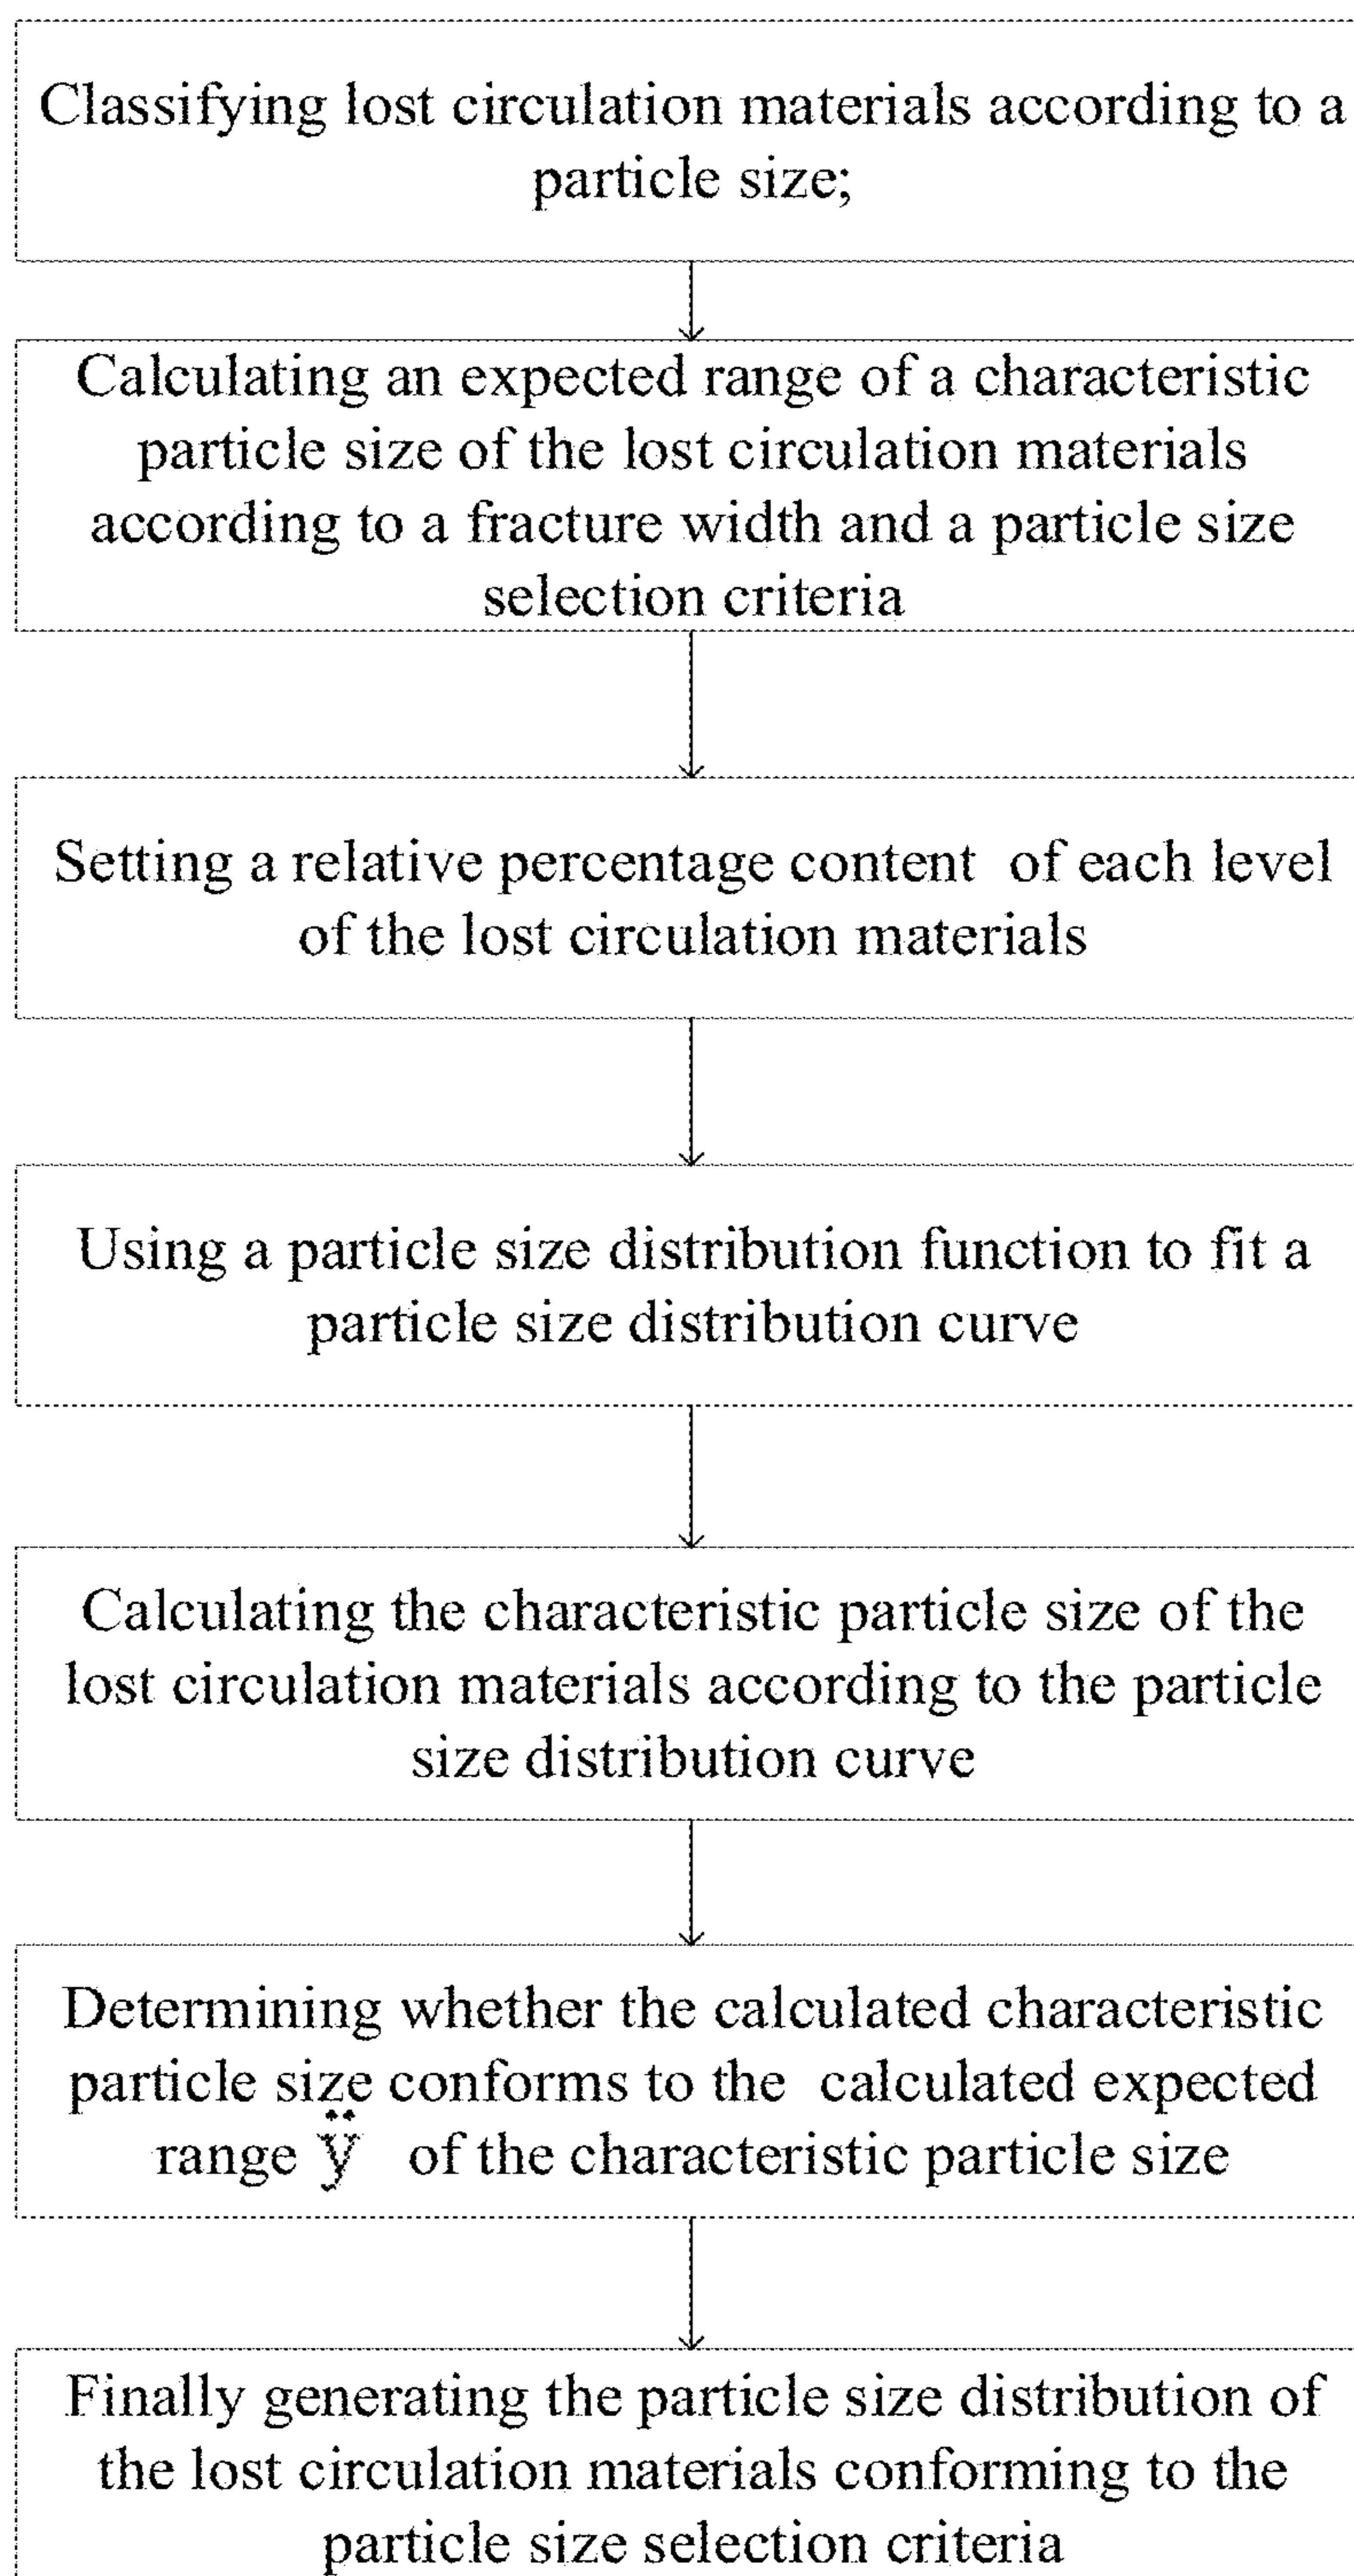 Classifying lost circulation materials according to a
particle size;
Calculating an expected range of a characteristic
particle size of the lost circulation materials
according to a fracture width and a particle size
selection criteria
Setting a relative percentage content of each level
of the lost circulation materials
Using a particle size distribution function to fit a
particle size distribution curve
Calculating the characteristic particle size of the
lost circulation materials according to the particle
size distribution curve
Determining whether the calculated characteristic
particle size conforms to the calculated expected
range ÿ of the characteristic particle size
Finally generating the particle size distribution of
the lost circulation materials conforming to the
particle size selection criteria